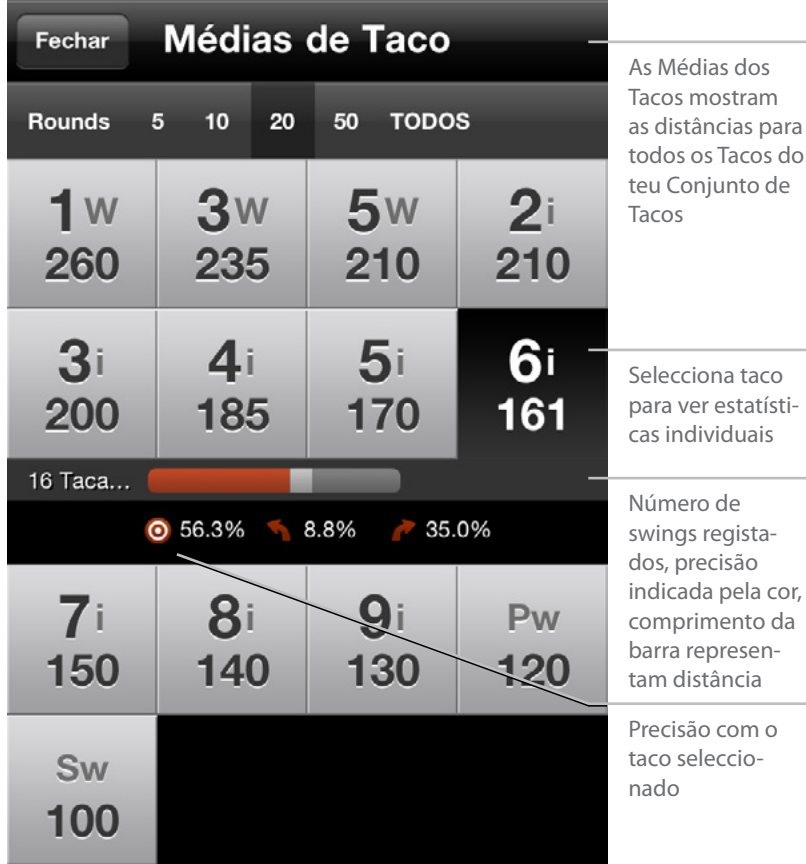 Fechar
Médias de Taco
Rounds 5 10 20 50 TODOS
1W 3W 5W 2i
260 235 210 210
3i 4i 5i 6i
200 185 170 161
16 Taca...
56.3% 8.8% 35.0%
7i 8i 9i Pw
150 140 130 120
Sw
100
As Médias dos
Tacos mostram
as distâncias para
todos os Tacos do
teu Conjunto de
Tacos
Selecciona taco
para ver estatísti-
cas individuais
Número de
swings regista-
dos, precisão
indicada pela cor,
comprimento da
barra represen-
tam distância
Precisão com o
taco seleccio-
nado